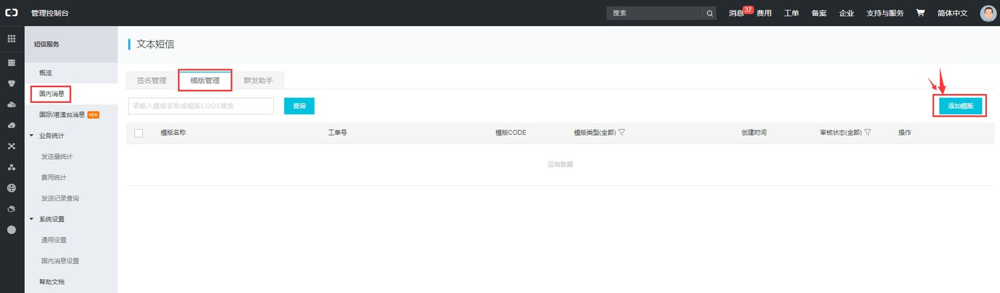 管理控制台 搜索 消息 37 费用 工单 备案 企业 支持与服务 简体中文
短信服务
概览
国内消息
国际/港澳台消息 NEW
业务统计
发送量统计
费用统计
发送记录查询
系统设置
通用设置
国内消息设置
帮助文档
文本短信
签名管理 模版管理 群发助手
请输入模版名称或模版CODE搜索 查询 添加模版
模版名称 工单号 模版CODE 模版类型(全部) 创建时间 审核状态(全部) 操作
没有数据